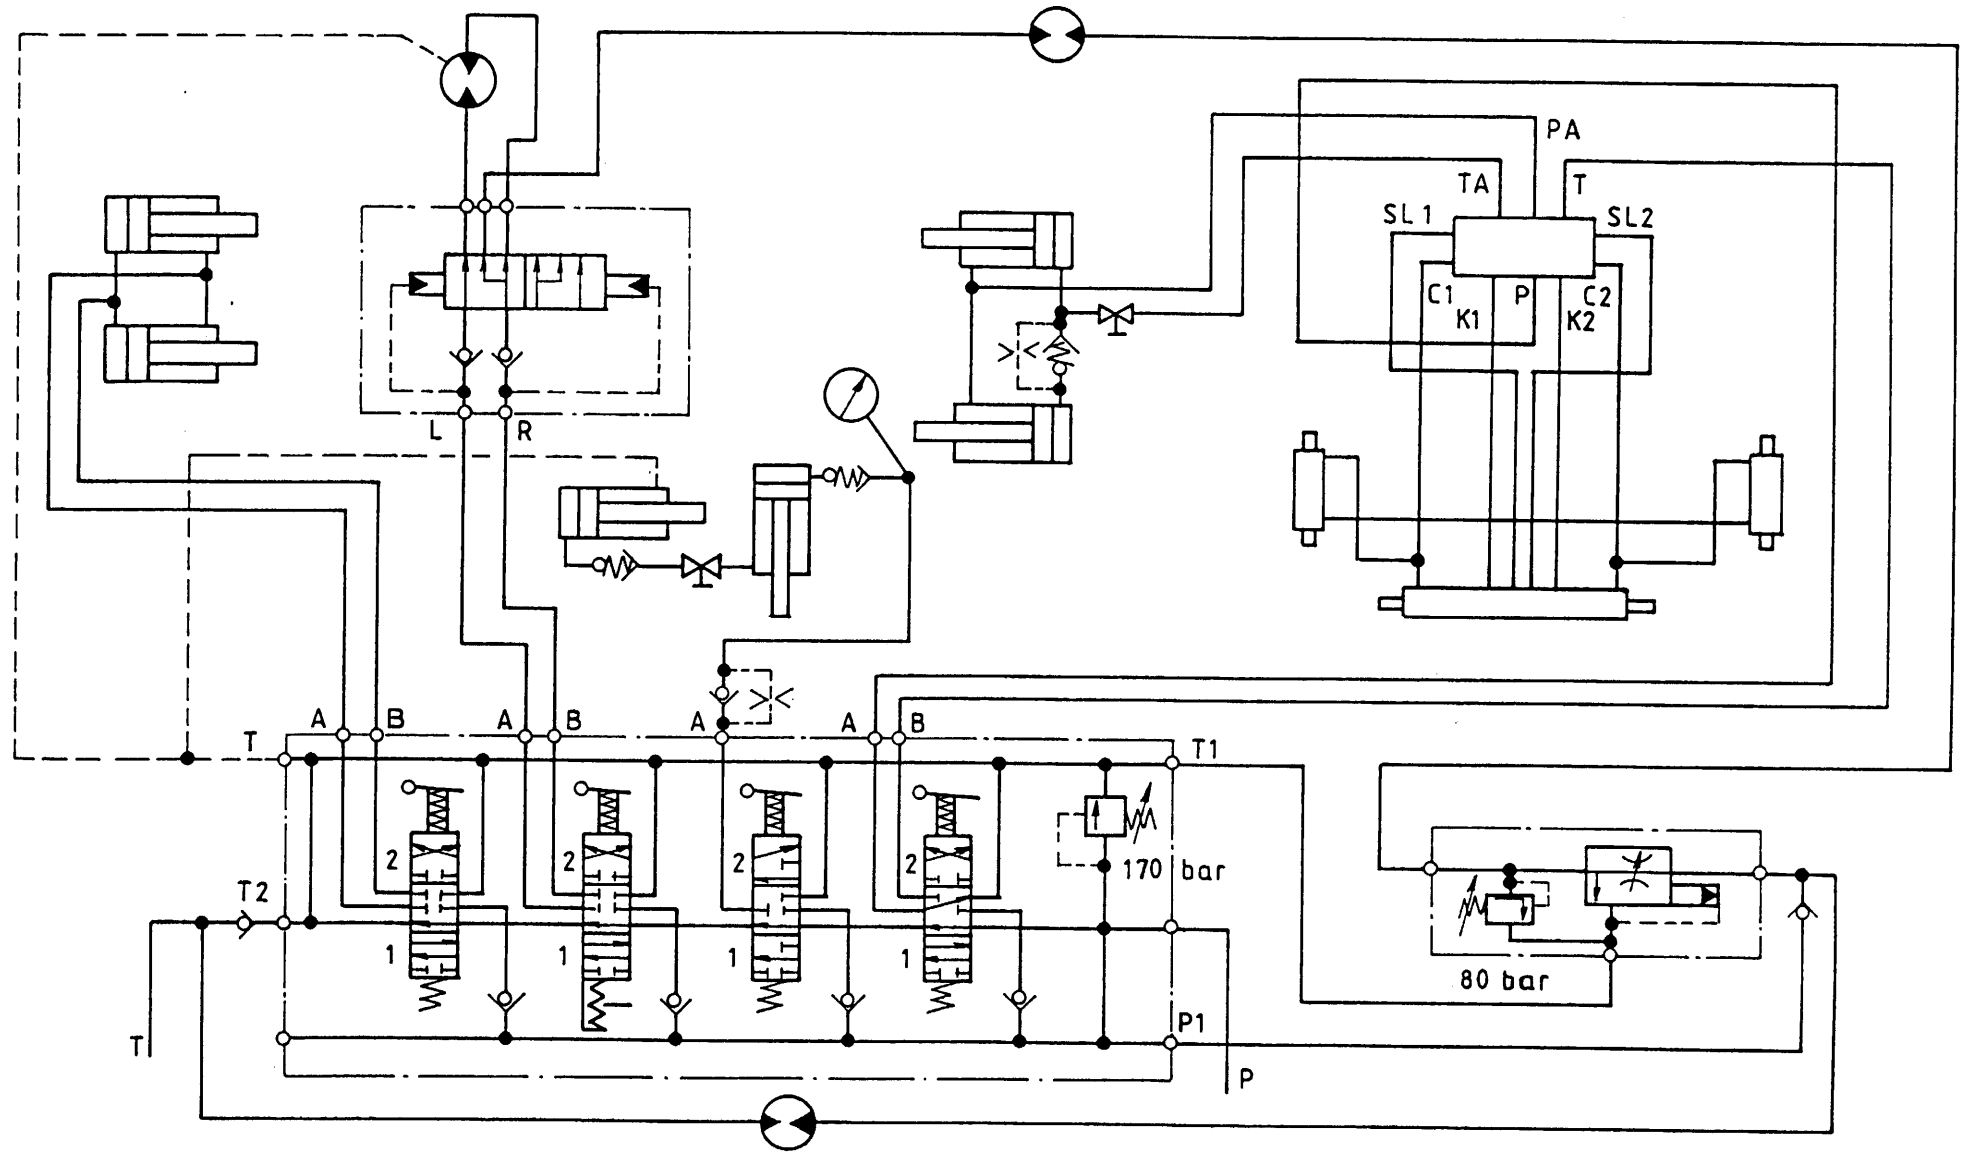 PA
TA T
SL1 SL2
C1 P C2
K1 K2
L R
A B A B A A B
T T1
2 2 2 2
170 bar
T2
1 1 1 1
80 bar
P1
T
P